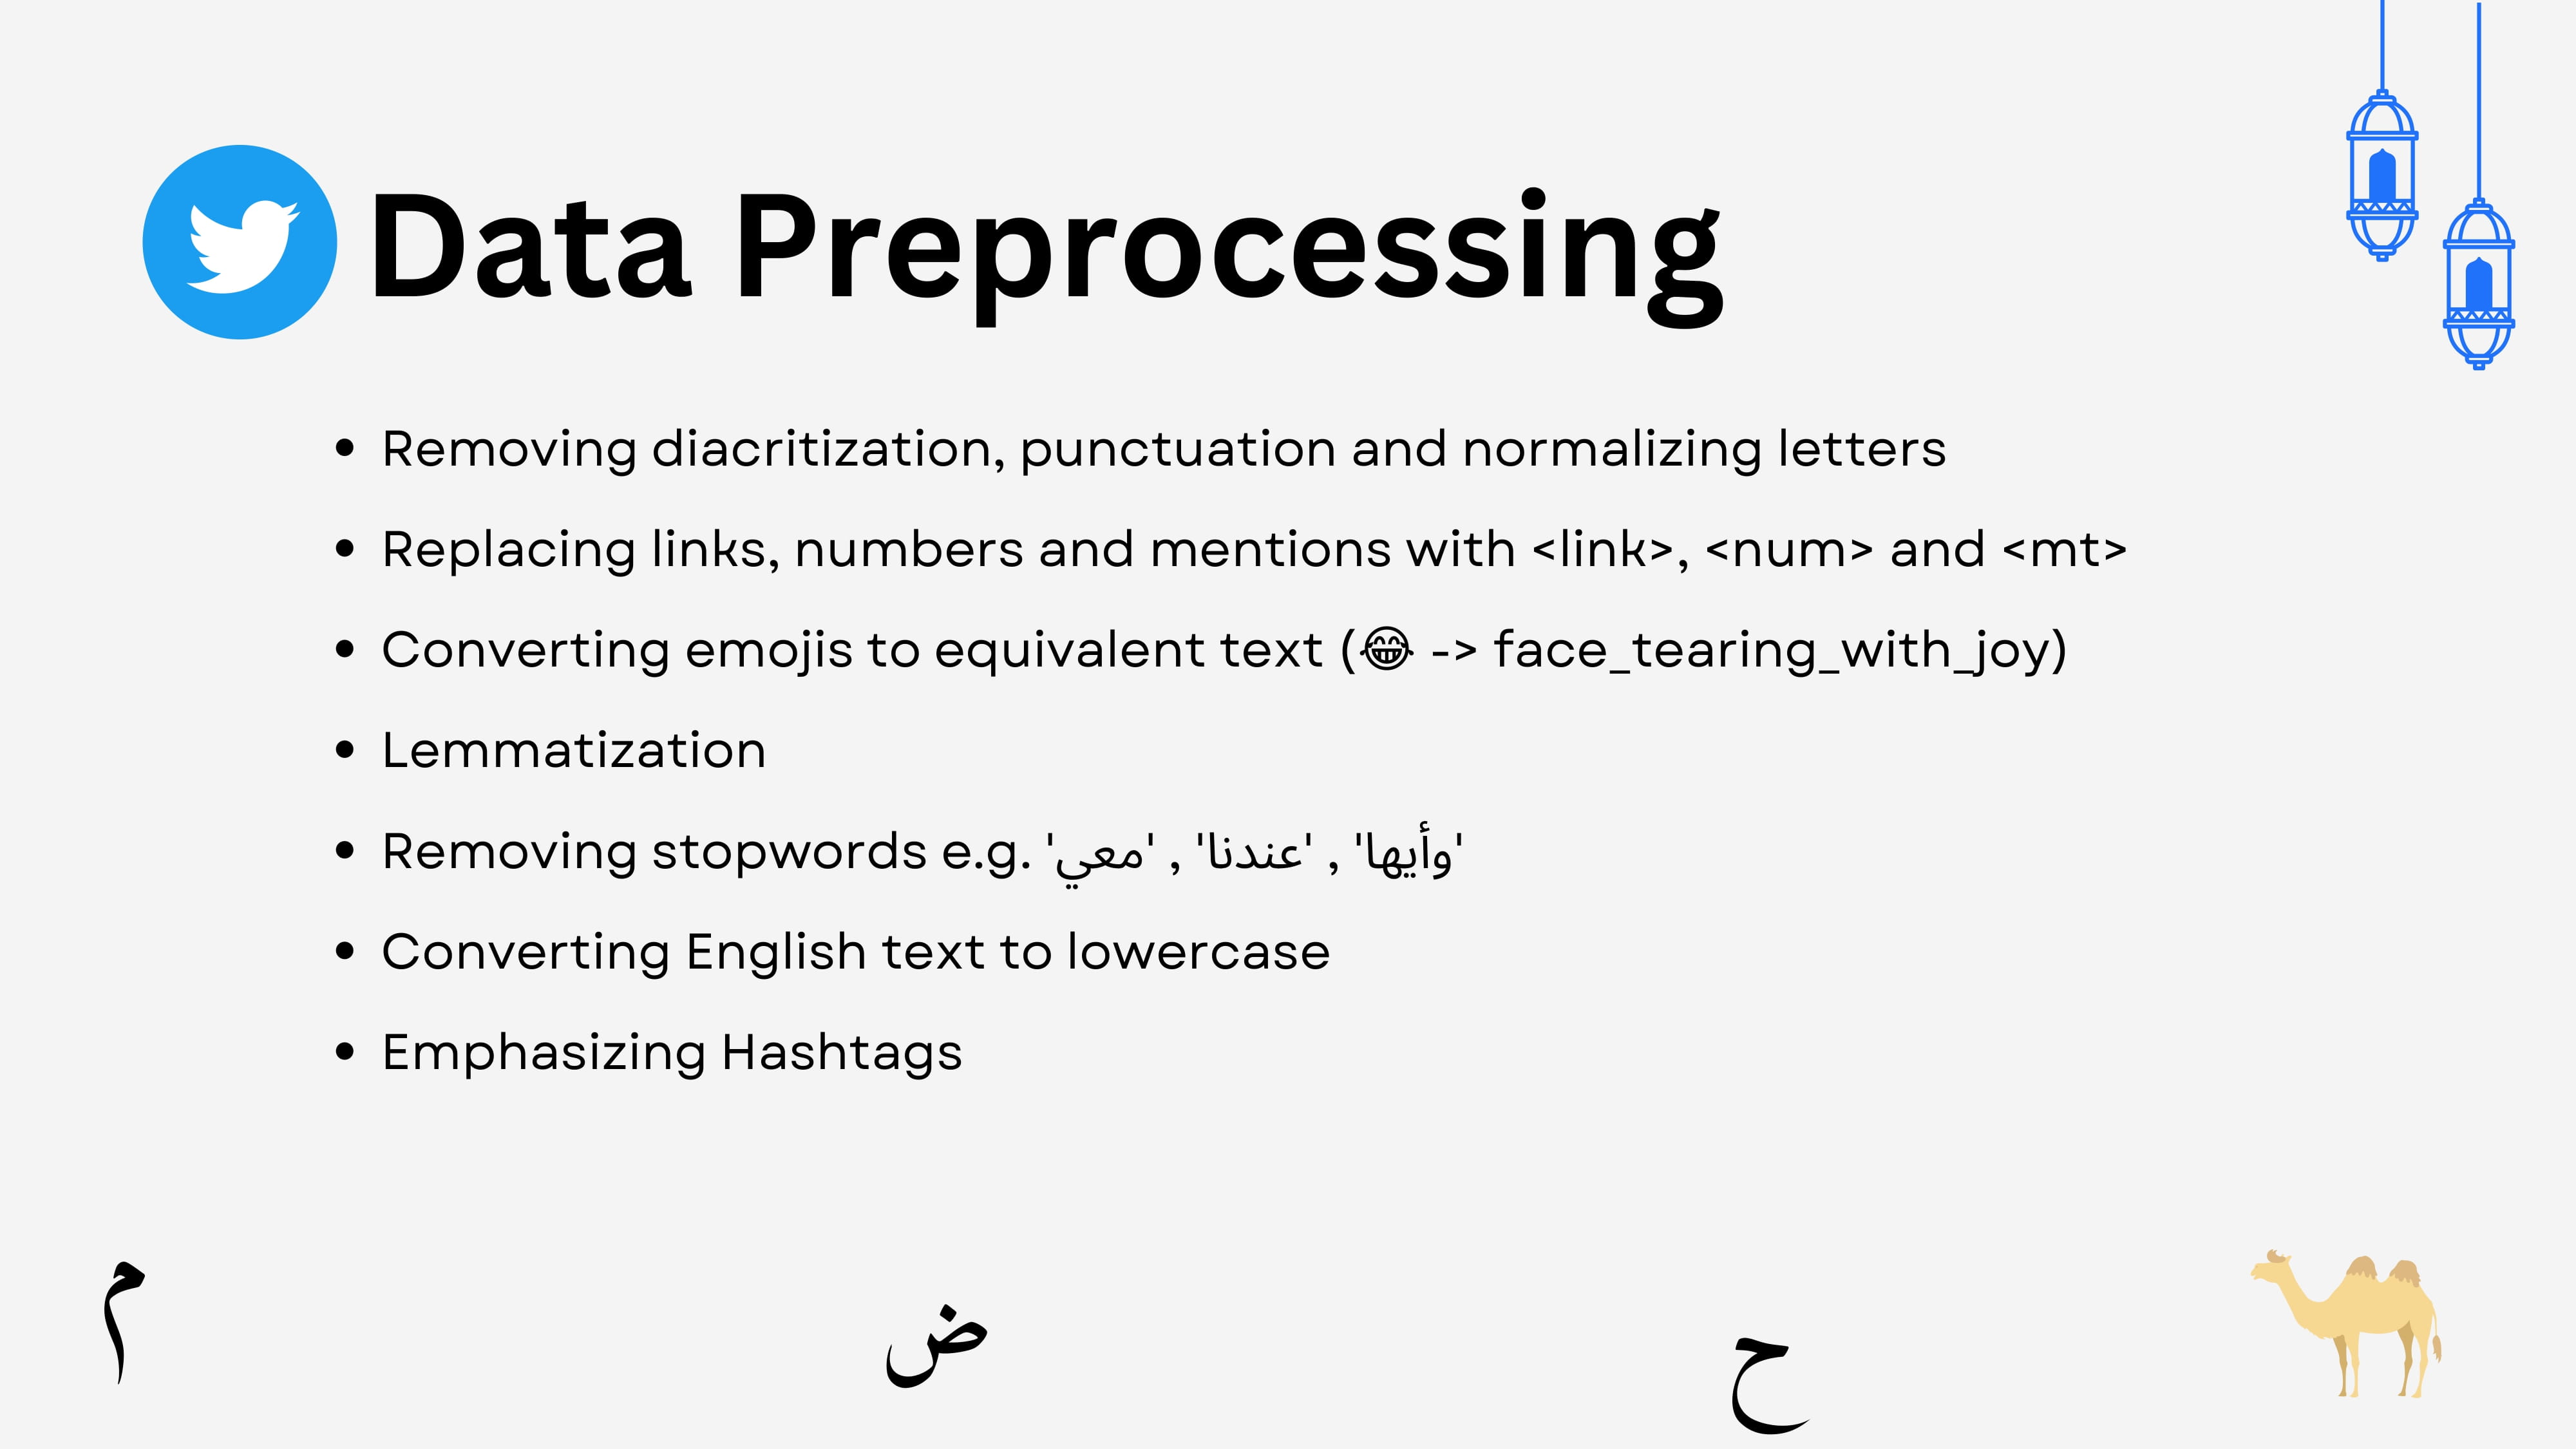 Data Preprocessing
• Removing diacritization, punctuation and normalizing letters
• Replacing links, numbers and mentions with <link>, <num> and <mt>
• Converting emojis to equivalent text (😂 -> face_tearing_with_joy)
• Lemmatization
• Removing stopwords e.g. 'معي' , 'عندنا' , 'وأيها'
• Converting English text to lowercase
• Emphasizing Hashtags
م
ض
ح